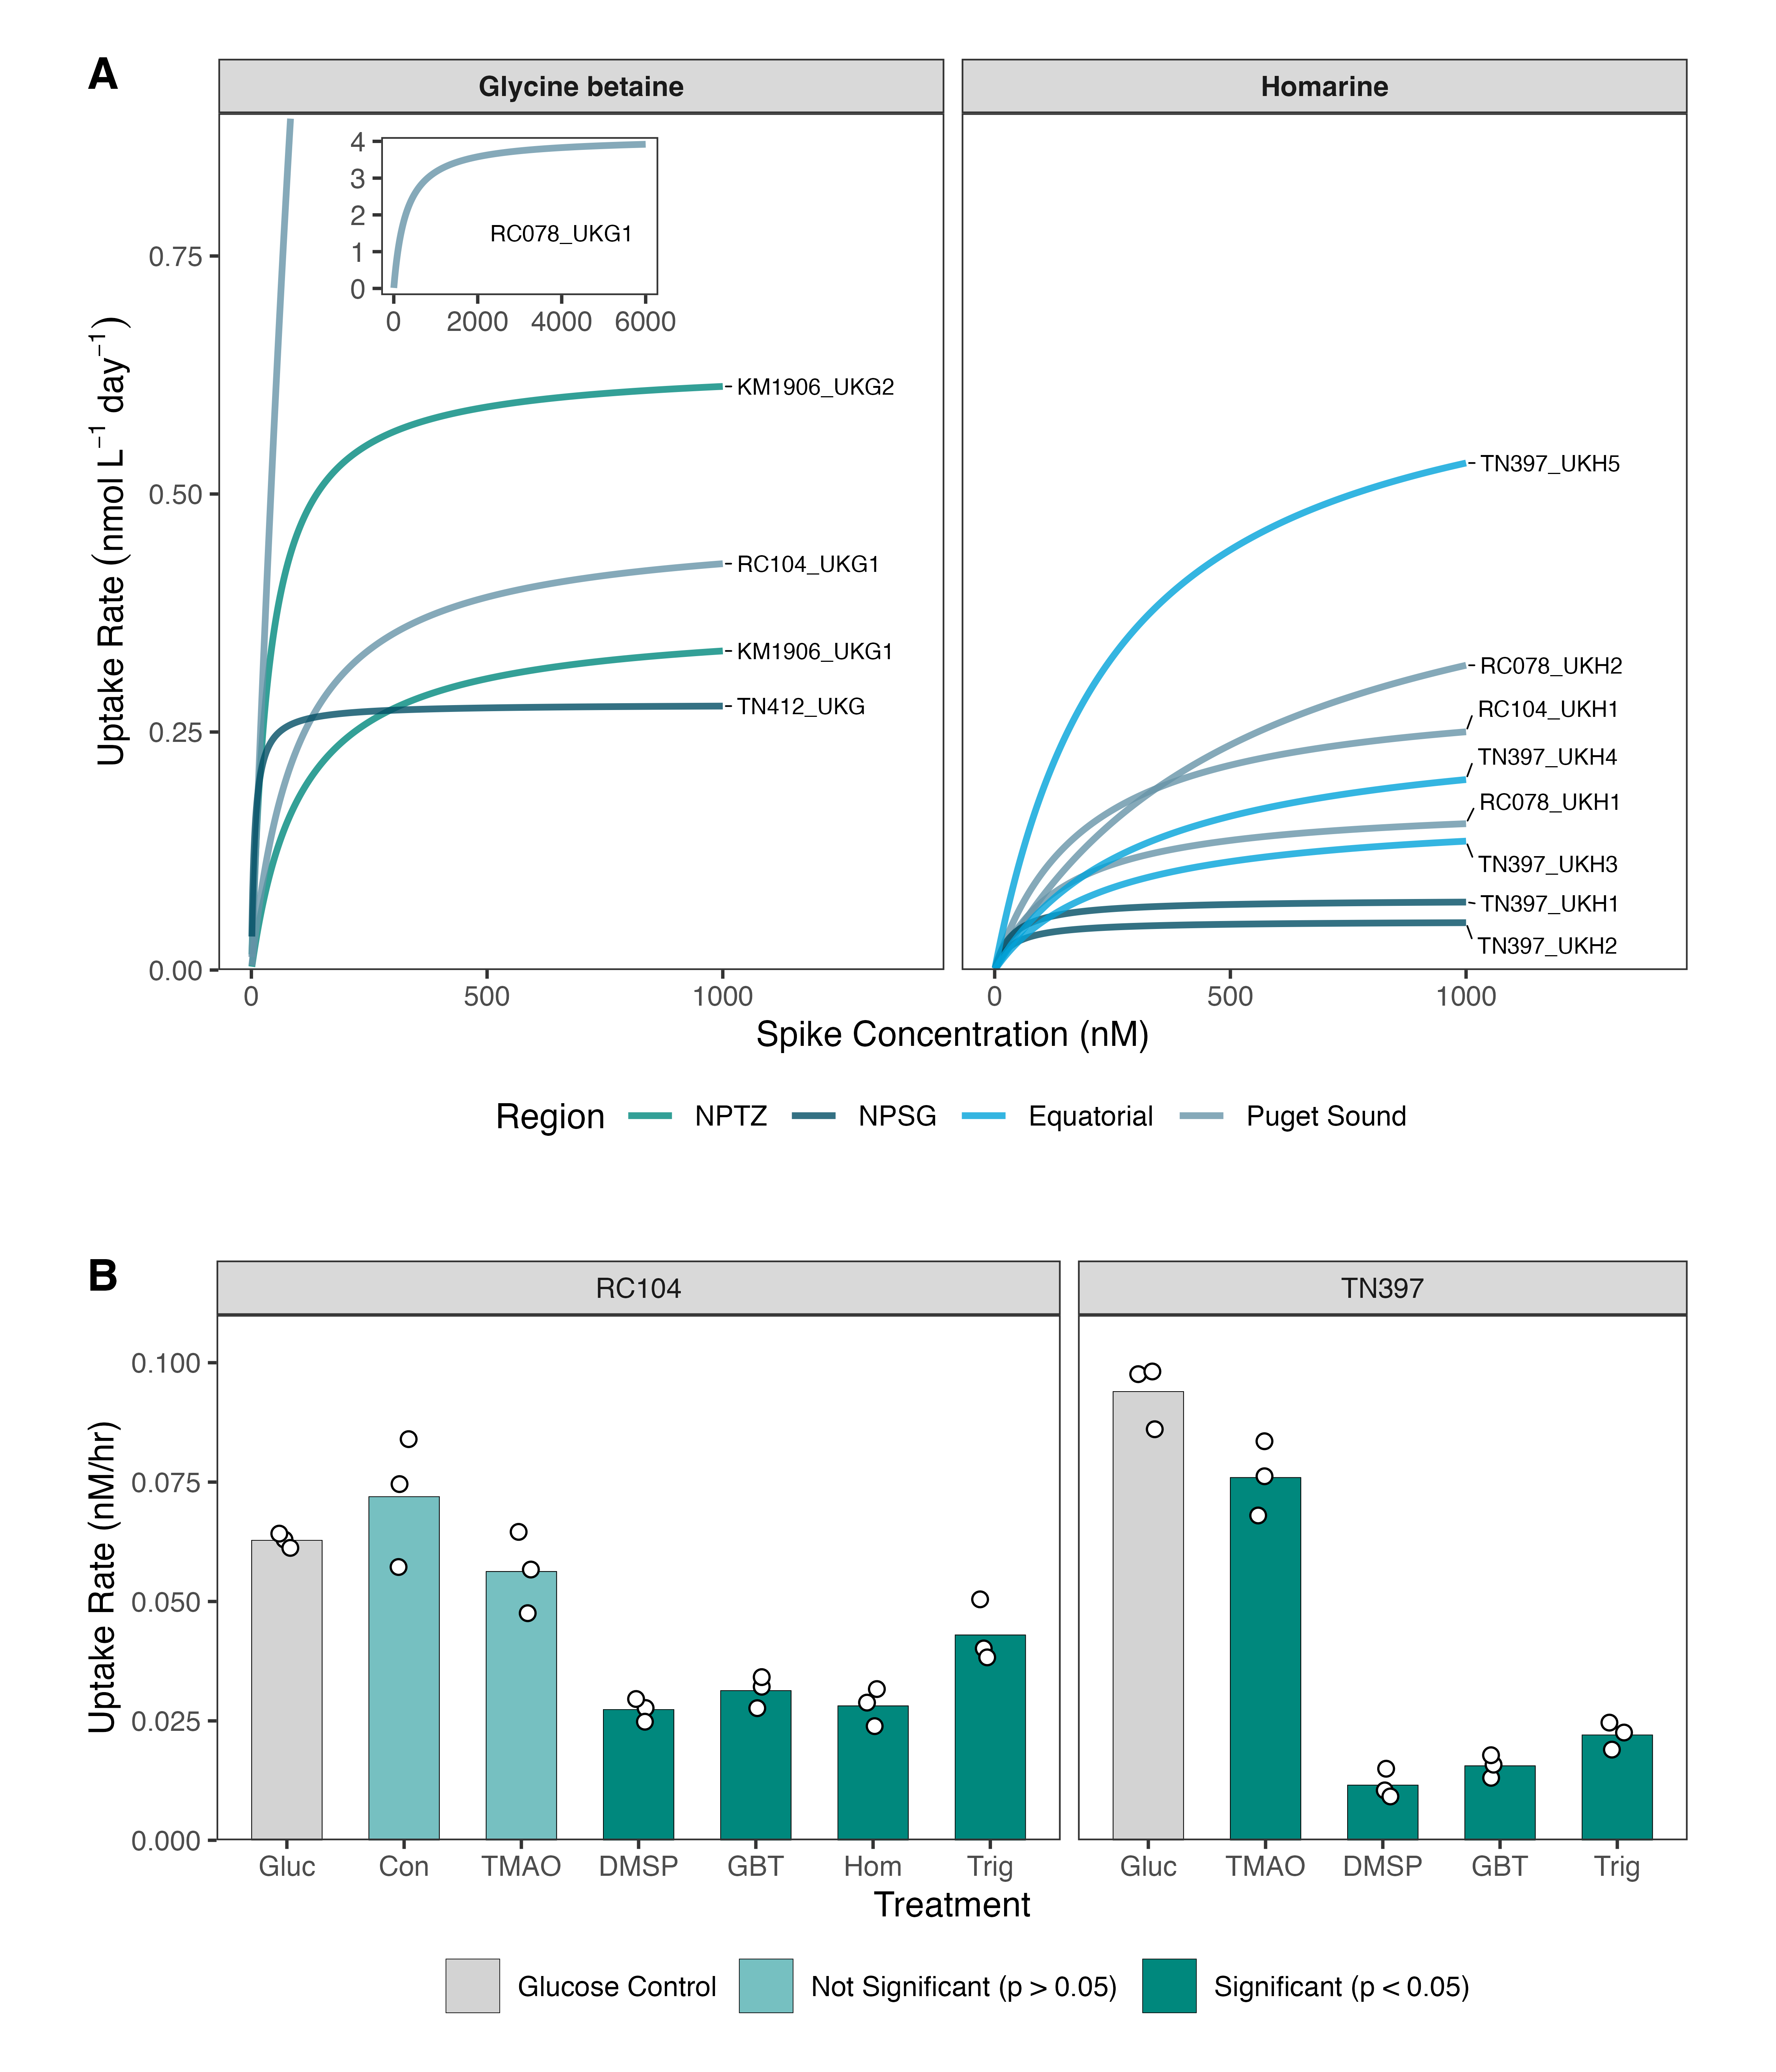 A
Glycine betaine
Homarine
Uptake Rate (nmol L⁻¹ day⁻¹)
0.75
0.50
0.25
0.00
4
3
2
1
0
RC078_UKG1
0 2000 4000 6000
KM1906_UKG2
RC104_UKG1
KM1906_UKG1
TN412_UKG
TN397_UKH5
RC078_UKH2
RC104_UKH1
TN397_UKH4
RC078_UKH1
TN397_UKH3
TN397_UKH1
TN397_UKH2
0 500 1000
0 500 1000
Spike Concentration (nM)
Region NPTZ NPSG Equatorial Puget Sound
B
RC104
TN397
Uptake Rate (nM/hr)
0.100
0.075
0.050
0.025
0.000
Gluc Con TMAO DMSP GBT Hom Trig
Gluc TMAO DMSP GBT Trig
Treatment
Glucose Control Not Significant (p > 0.05) Significant (p < 0.05)